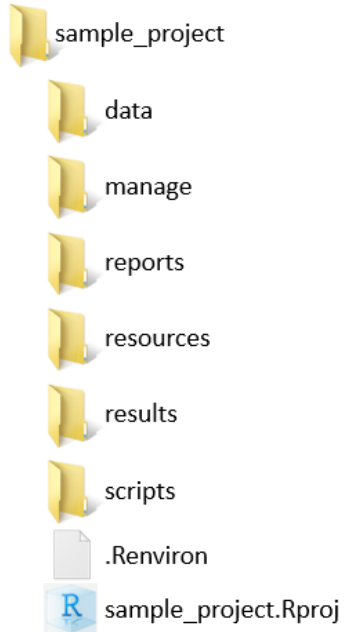 sample_project
data
manage
reports
resources
results
scripts
.Renviron
R sample_project.Rproj